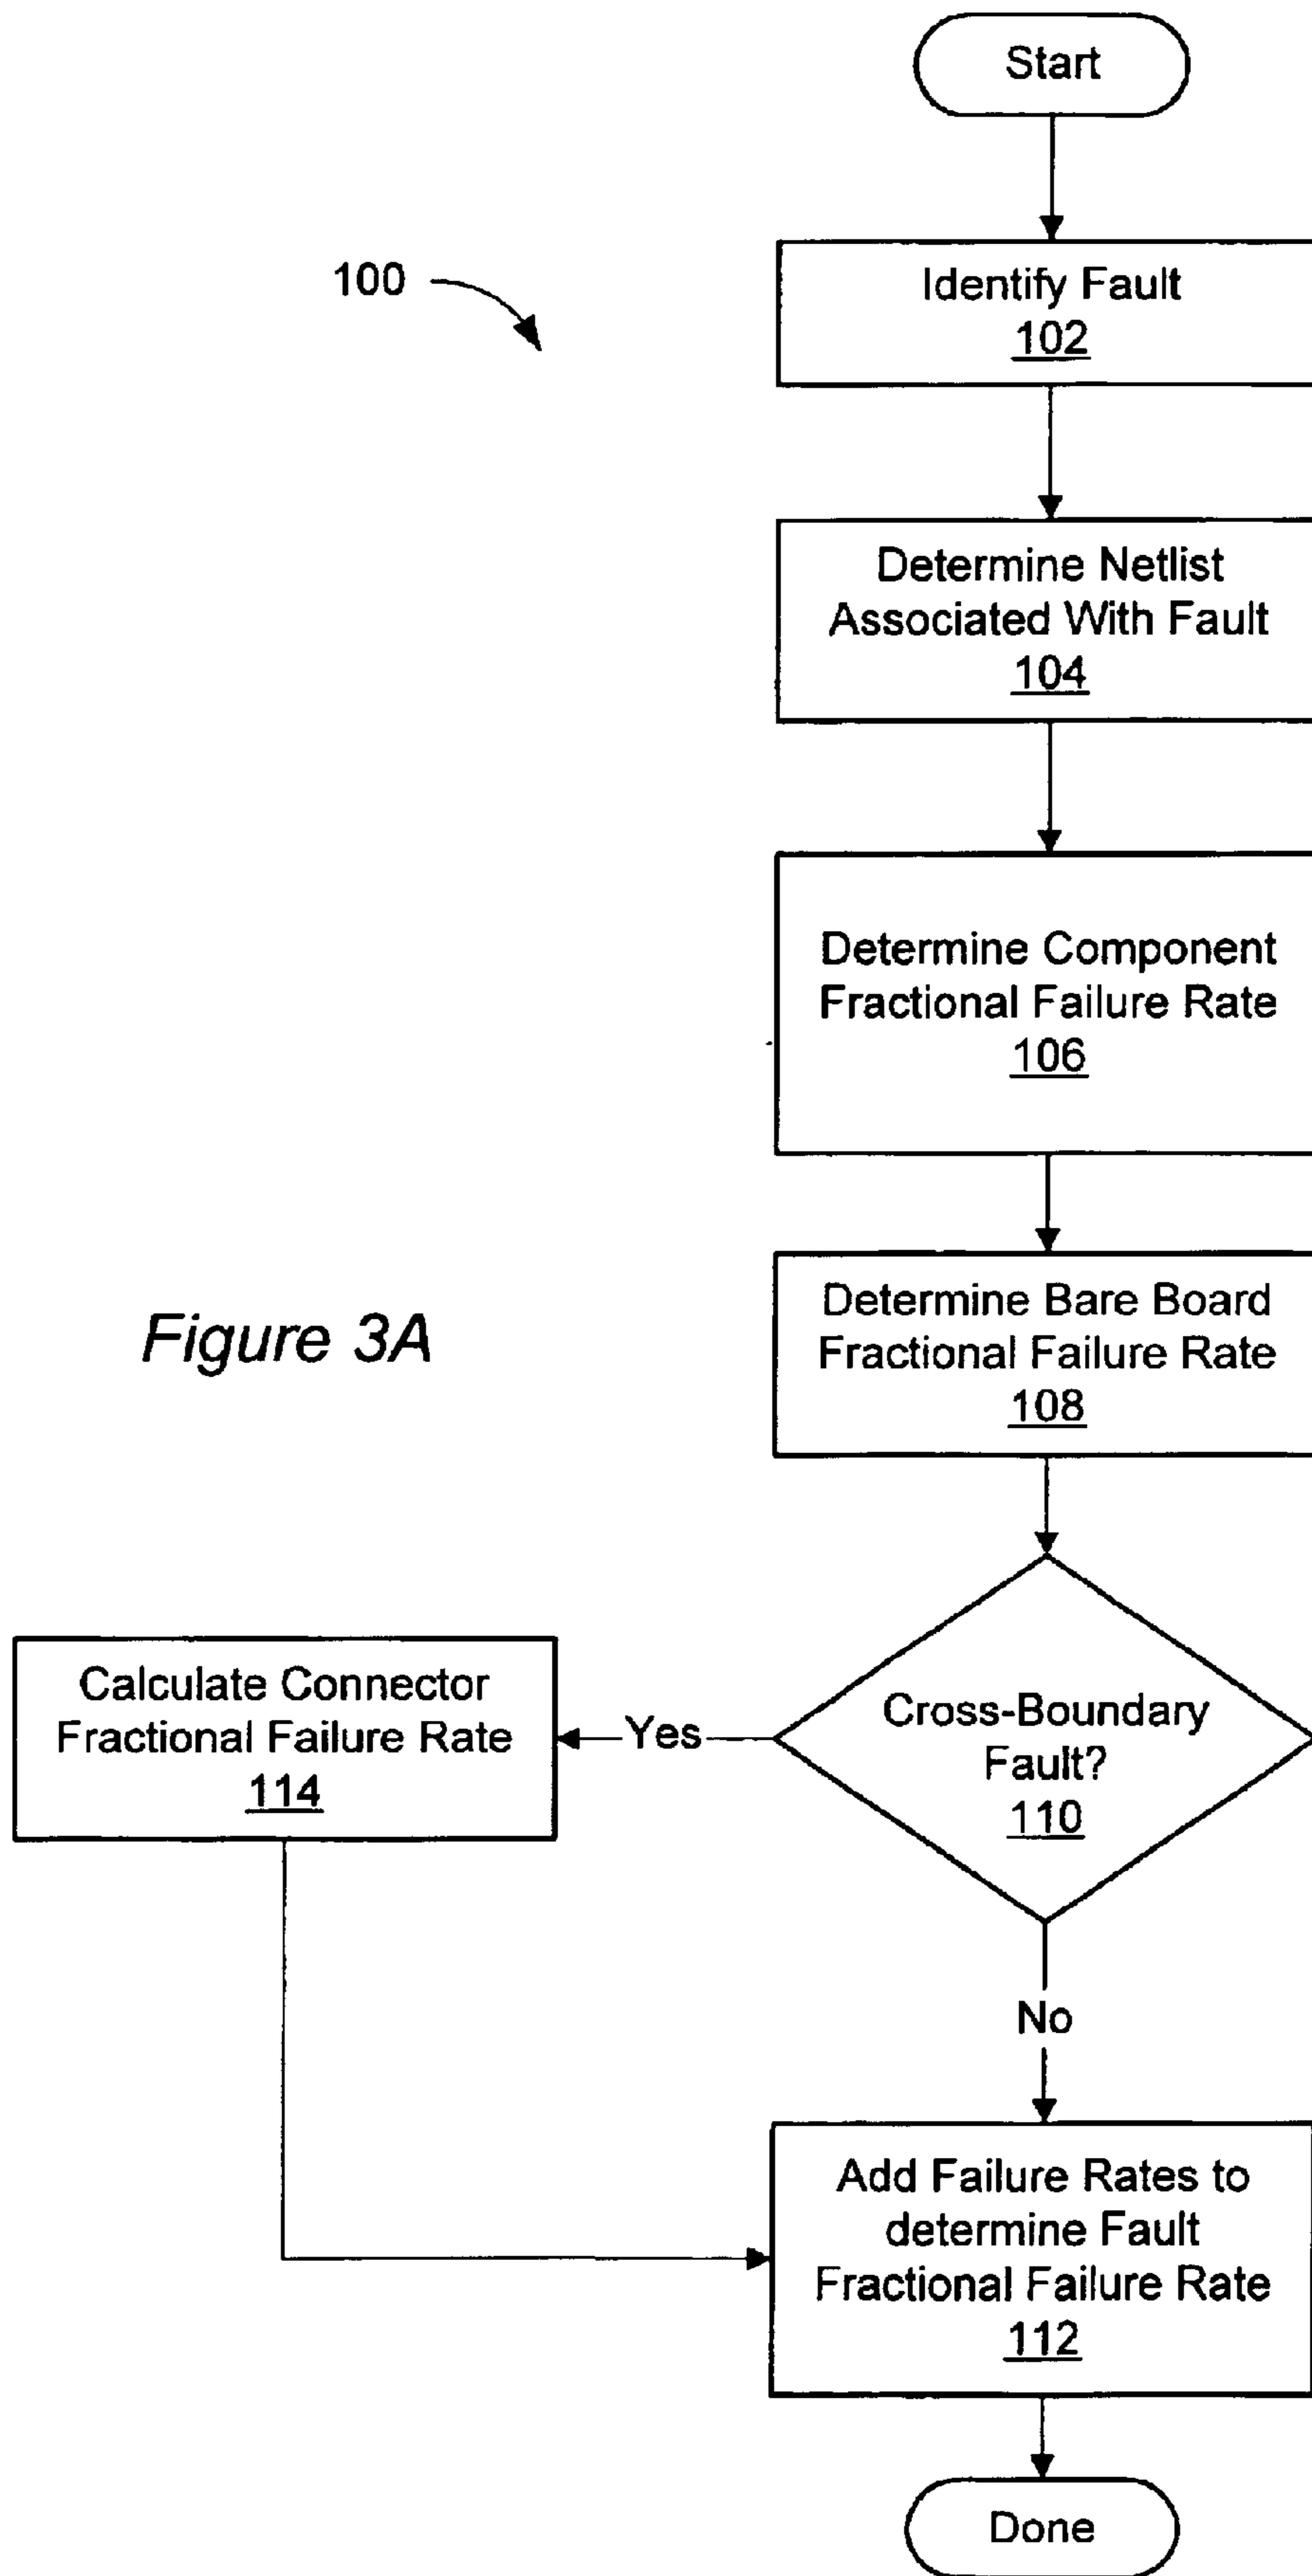 Start
100
Identify Fault
102
Determine Netlist
Associated With Fault
104
Determine Component
Fractional Failure Rate
106
Determine Bare Board
Fractional Failure Rate
108
Figure 3A
Cross-Boundary
Fault?
110
Yes
Calculate Connector
Fractional Failure Rate
114
No
Add Failure Rates to
determine Fault
Fractional Failure Rate
112
Done